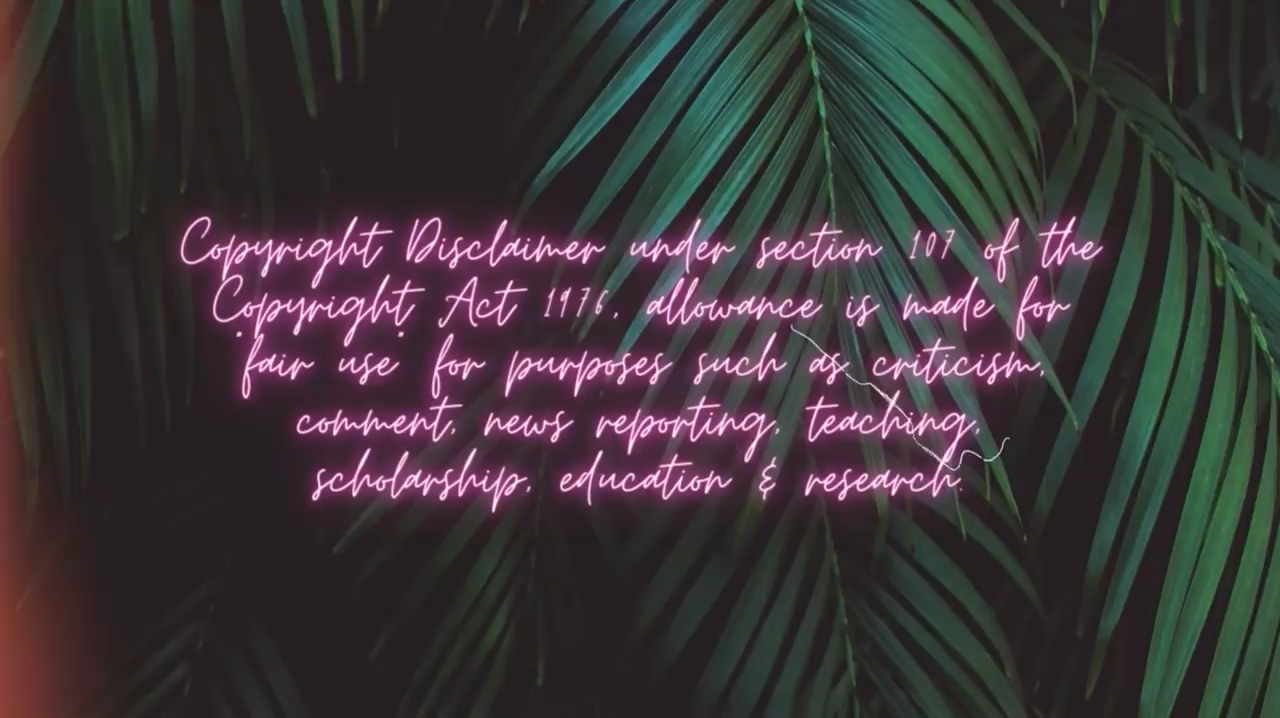 Copyright Disclaimer under section 107 of the
Copyright Act 1976, allowance is made for
"fair use" for purposes such as criticism,
comment, news reporting, teaching,
scholarship, education & research.